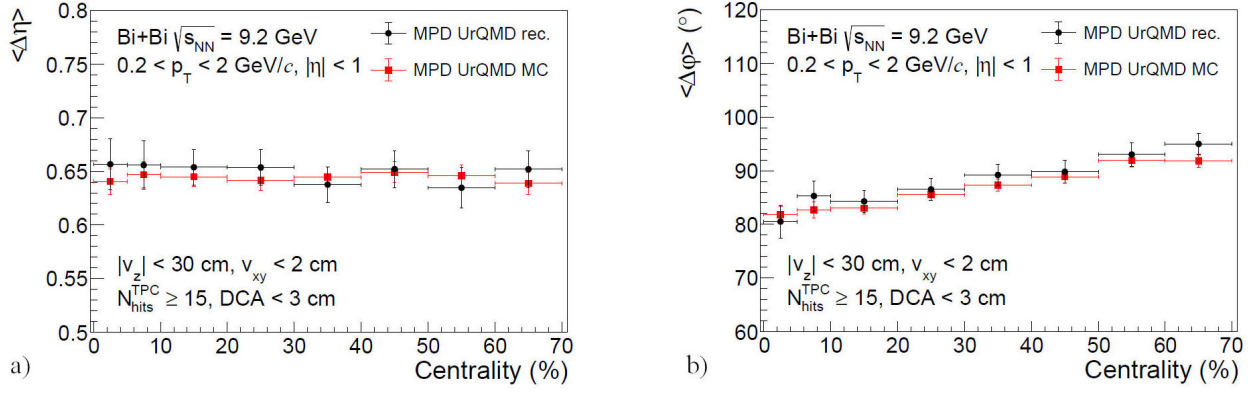 <Δη>
0.8
0.75
0.7
0.65
0.6
0.55
0.5
Bi+Bi √sNN = 9.2 GeV
0.2 < pT < 2 GeV/c, |η| < 1
MPD UrQMD rec.
MPD UrQMD MC
|vz| < 30 cm, vxy < 2 cm
N^TPC_hits ≥ 15, DCA < 3 cm
0 10 20 30 40 50 60 70
Centrality (%)
a)
<Δφ> (°)
120
110
100
90
80
70
60
Bi+Bi √sNN = 9.2 GeV
0.2 < pT < 2 GeV/c, |η| < 1
MPD UrQMD rec.
MPD UrQMD MC
|vz| < 30 cm, vxy < 2 cm
N^TPC_hits ≥ 15, DCA < 3 cm
0 10 20 30 40 50 60 70
Centrality (%)
b)